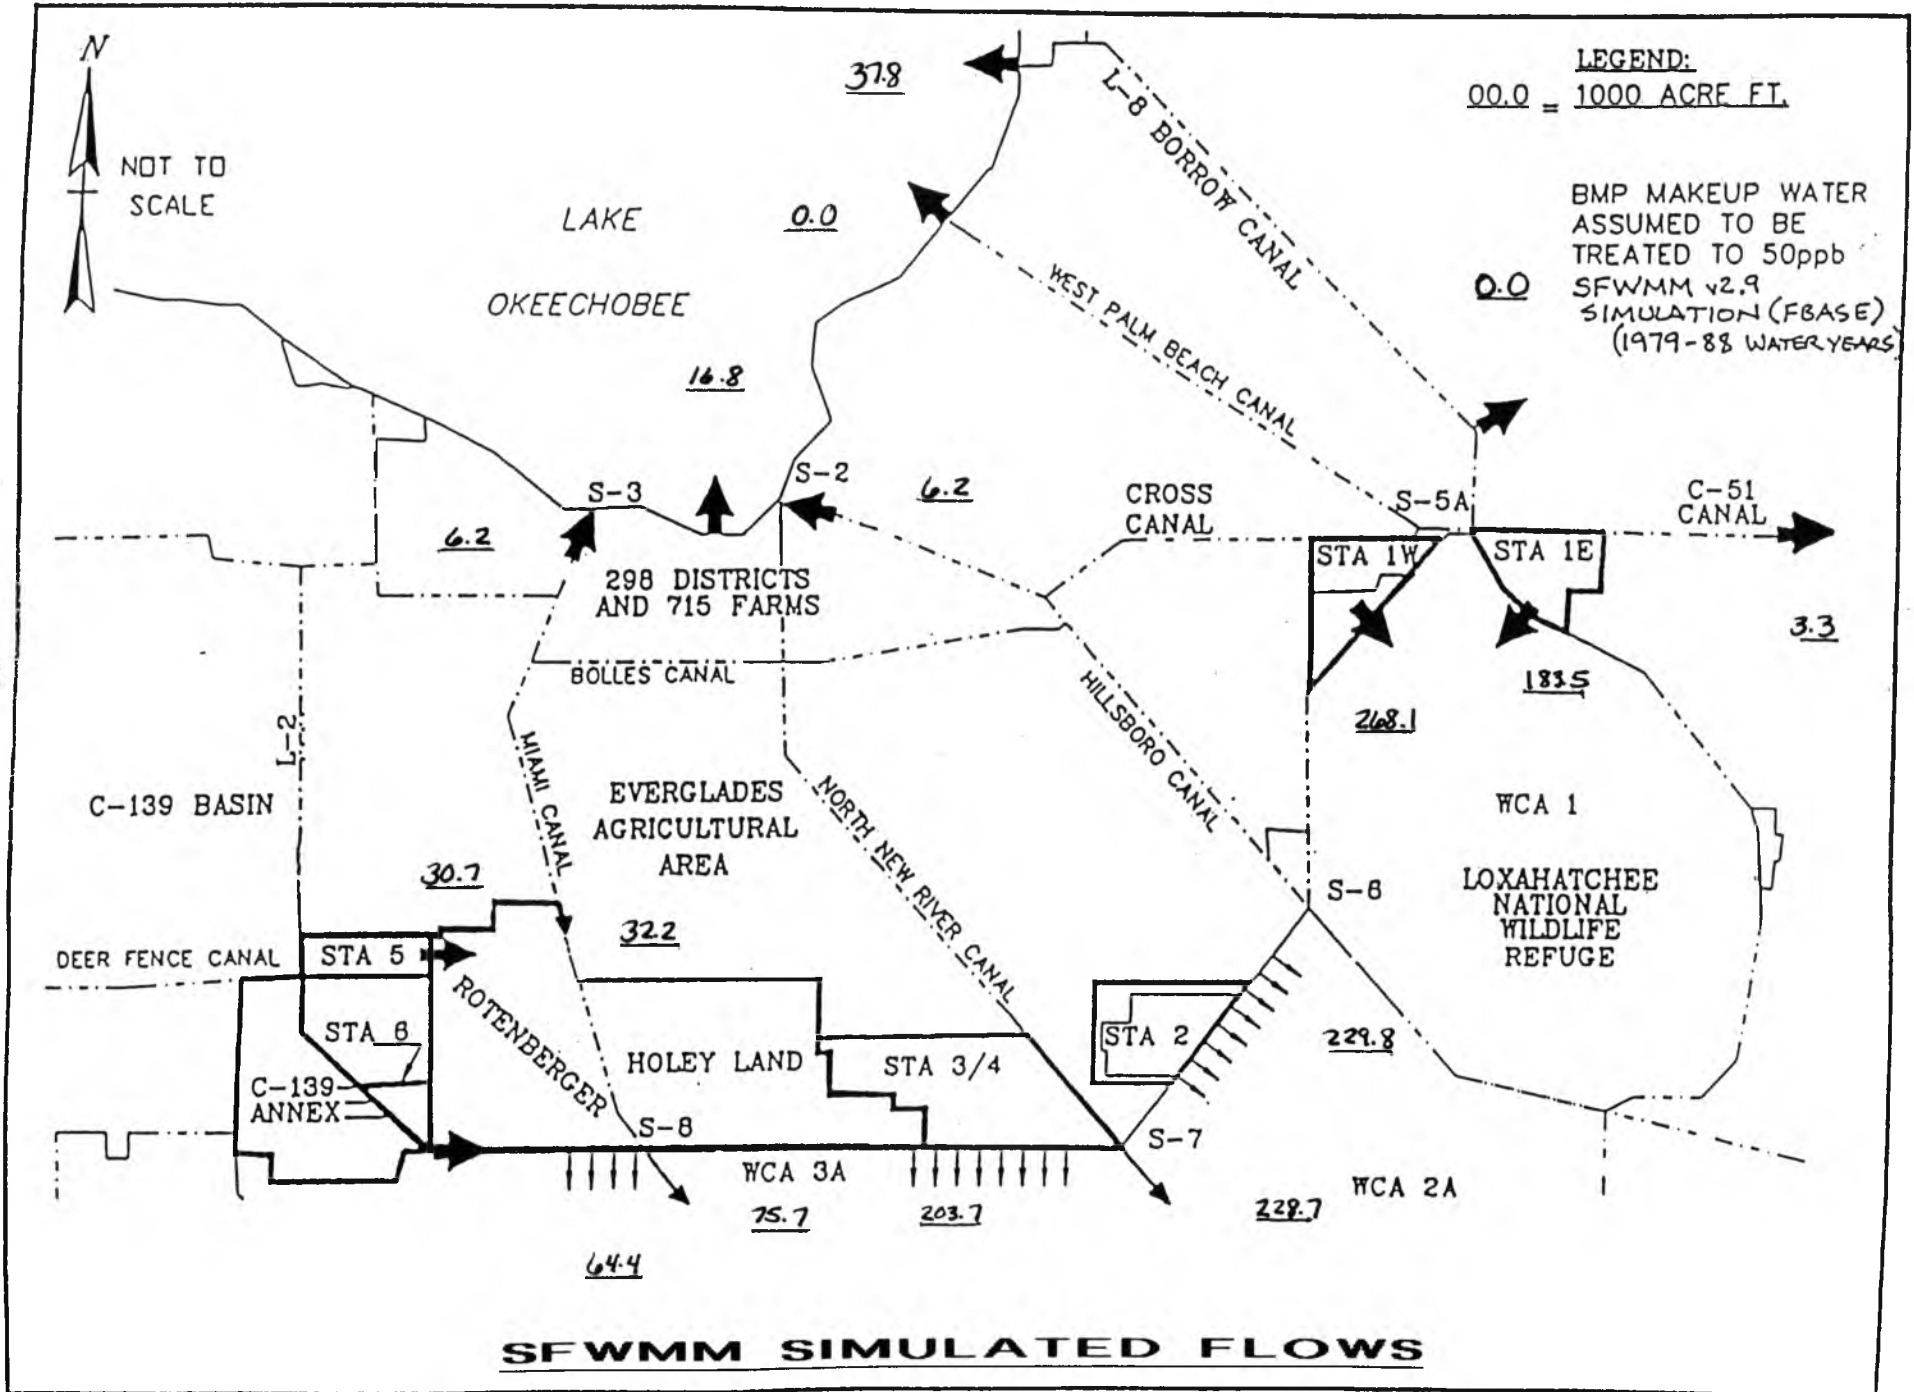 N
NOT TO
SCALE
37.8
LEGEND:
00.0 = 1000 ACRE FT.
L-8 BORROW CANAL
BMP MAKEUP WATER
ASSUMED TO BE
TREATED TO 50ppb
0.0
SFWMM v2.9
SIMULATION (FBASE)
(1979-88 WATER YEARS
LAKE
OKEECHOBEE
0.0
WEST PALM BEACH CANAL
16.8
S-3
S-2
6.2
6.2
CROSS
CANAL
S-5A
C-51
CANAL
STA 1W
STA 1E
298 DISTRICTS
AND 715 FARMS
3.3
BOLLES CANAL
183.5
268.1
L-2
MIAMI CANAL
HILLSBORO CANAL
C-139 BASIN
EVERGLADES
AGRICULTURAL
AREA
NORTH NEW RIVER CANAL
WCA 1
30.7
S-6
LOXAHATCHEE
NATIONAL
WILDLIFE
REFUGE
32.2
DEER FENCE CANAL
STA 5
ROTENBERGER
STA 6
HOLEY LAND
STA 3/4
STA 2
229.8
C-139
ANNEX
S-8
S-7
WCA 3A
WCA 2A
75.7
203.7
228.7
64.4
SFWMM SIMULATED FLOWS